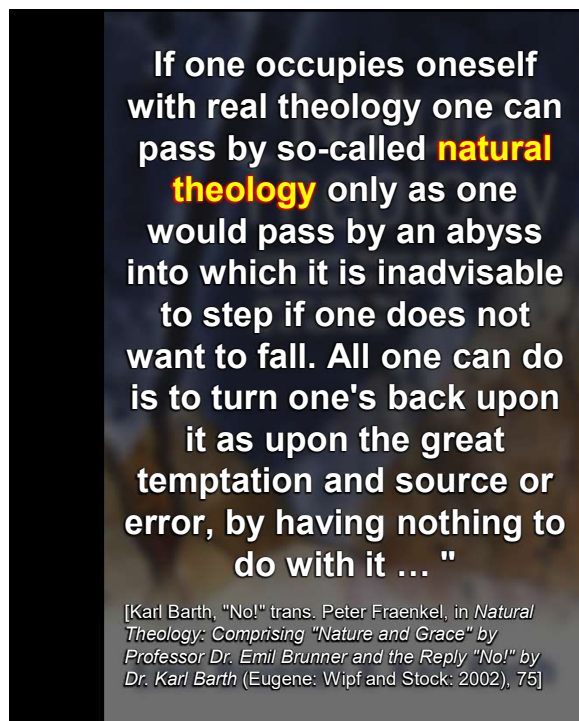 If one occupies oneself
with real theology one can
pass by so-called natural
theology only as one
would pass by an abyss
into which it is inadvisable
to step if one does not
want to fall. All one can do
is to turn one's back upon
it as upon the great
temptation and source or
error, by having nothing to
do with it … "
[Karl Barth, "No!" trans. Peter Fraenkel, in Natural
Theology: Comprising "Nature and Grace" by
Professor Dr. Emil Brunner and the Reply "No!" by
Dr. Karl Barth (Eugene: Wipf and Stock: 2002), 75]